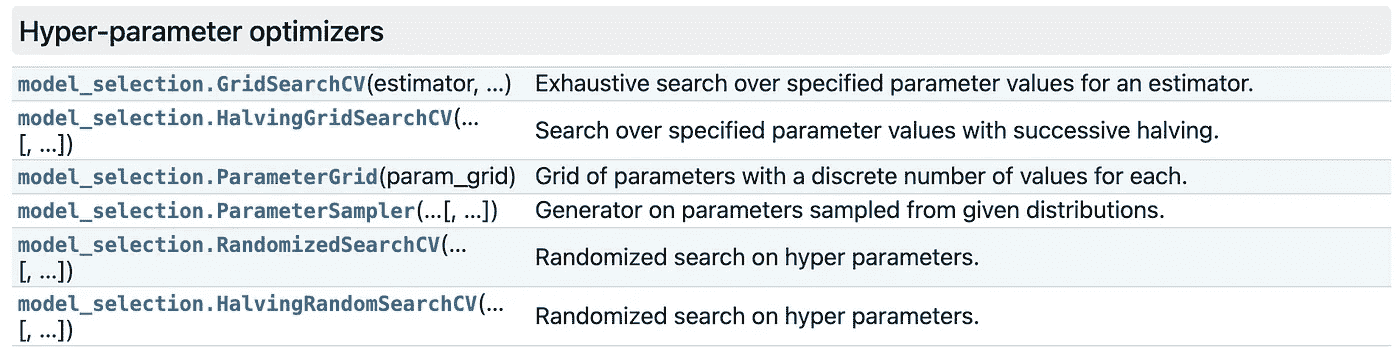 Hyper-parameter optimizers
model_selection.GridSearchCV(estimator, ...) Exhaustive search over specified parameter values for an estimator.
model_selection.HalvingGridSearchCV(...
[, ...]) Search over specified parameter values with successive halving.
model_selection.ParameterGrid(param_grid) Grid of parameters with a discrete number of values for each.
model_selection.ParameterSampler(...[, ...]) Generator on parameters sampled from given distributions.
model_selection.RandomizedSearchCV(...
[, ...]) Randomized search on hyper parameters.
model_selection.HalvingRandomSearchCV(...
[, ...]) Randomized search on hyper parameters.